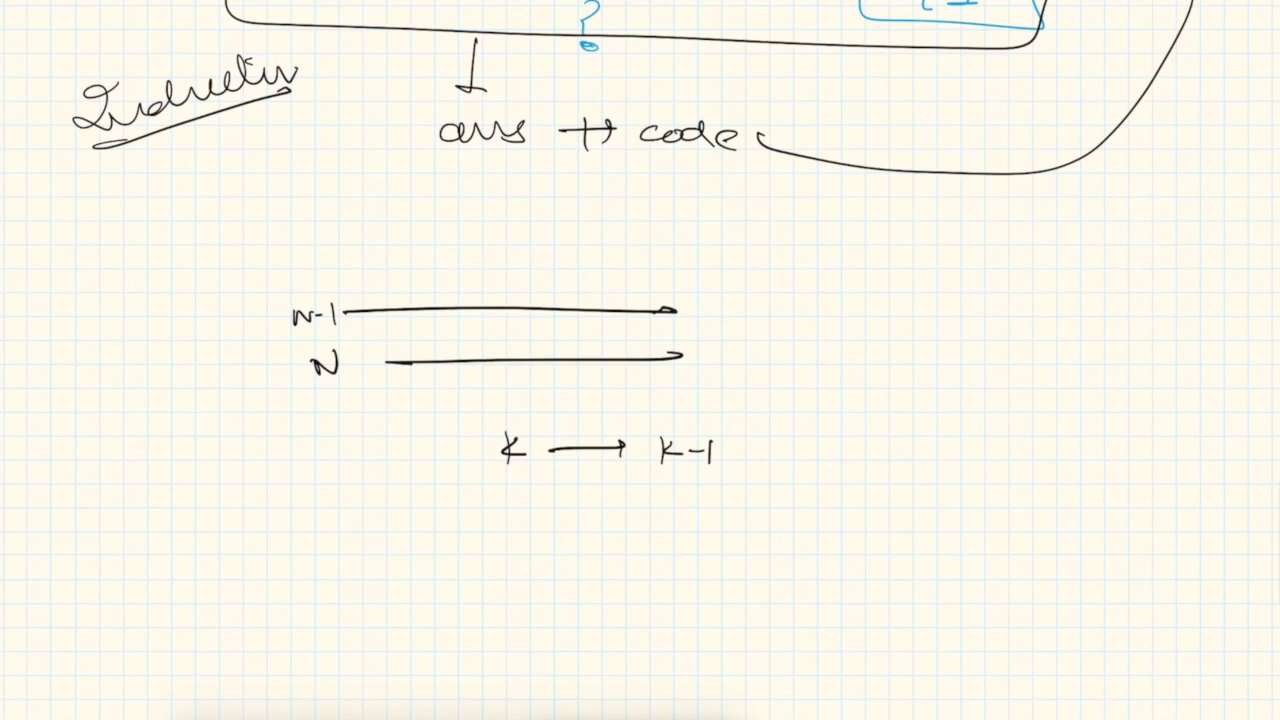 ?
Induction
ans → code
N-1
N
K → K-1